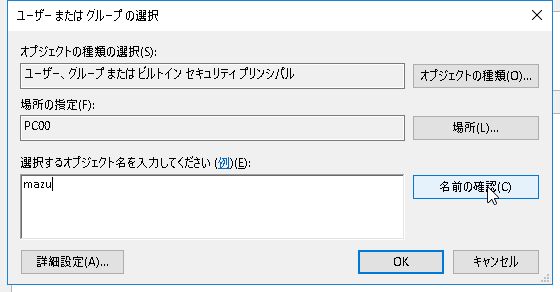 ユーザー または グループ の選択
オブジェクトの種類の選択(S):
ユーザー、グループ または ビルトイン セキュリティ プリンシパル
オブジェクトの種類(O)...
場所の指定(F):
PC00
場所(L)...
選択するオブジェクト名を入力してください (例)(E):
mazu
名前の確認(C)
詳細設定(A)...
OK
キャンセル